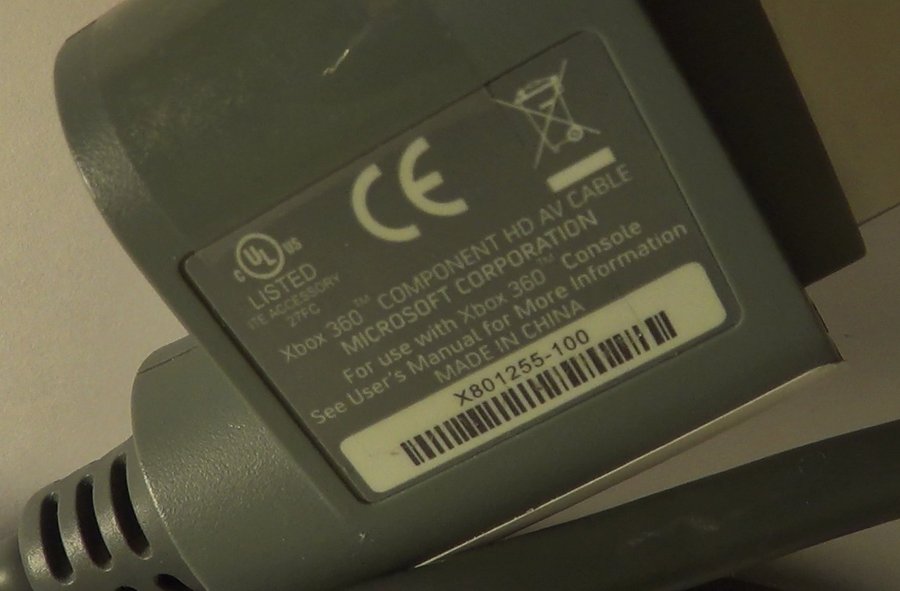 CE
C UL US
LISTED
ITE ACCESSORY
27FC
Xbox 360™ COMPONENT HD AV CABLE
MICROSOFT CORPORATION
For use with Xbox 360™ Console
See User's Manual for More Information
MADE IN CHINA
X801255-100